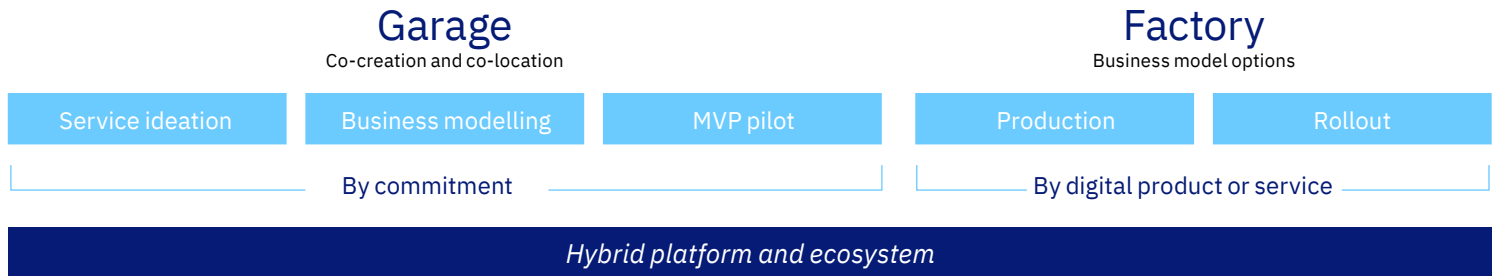 Garage
Co-creation and co-location
Service ideation
Business modelling
MVP pilot
By commitment
Factory
Business model options
Production
Rollout
By digital product or service
Hybrid platform and ecosystem